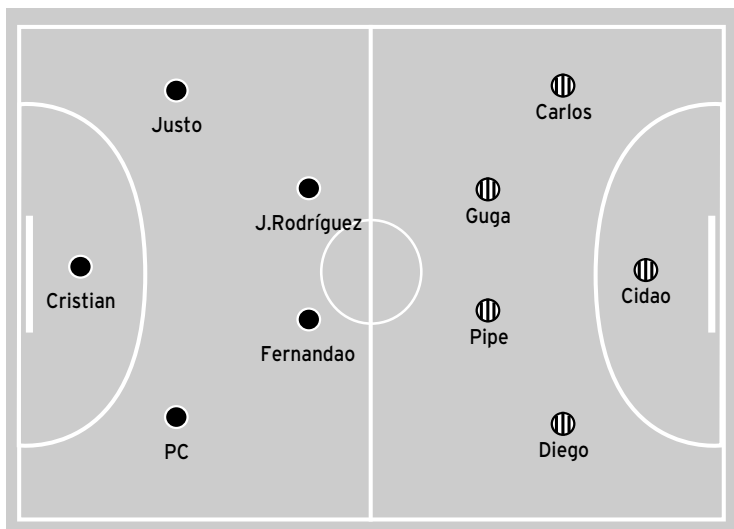 Justo
Carlos
J.Rodríguez
Guga
Cristian
Cidao
Fernandao
Pipe
PC
Diego